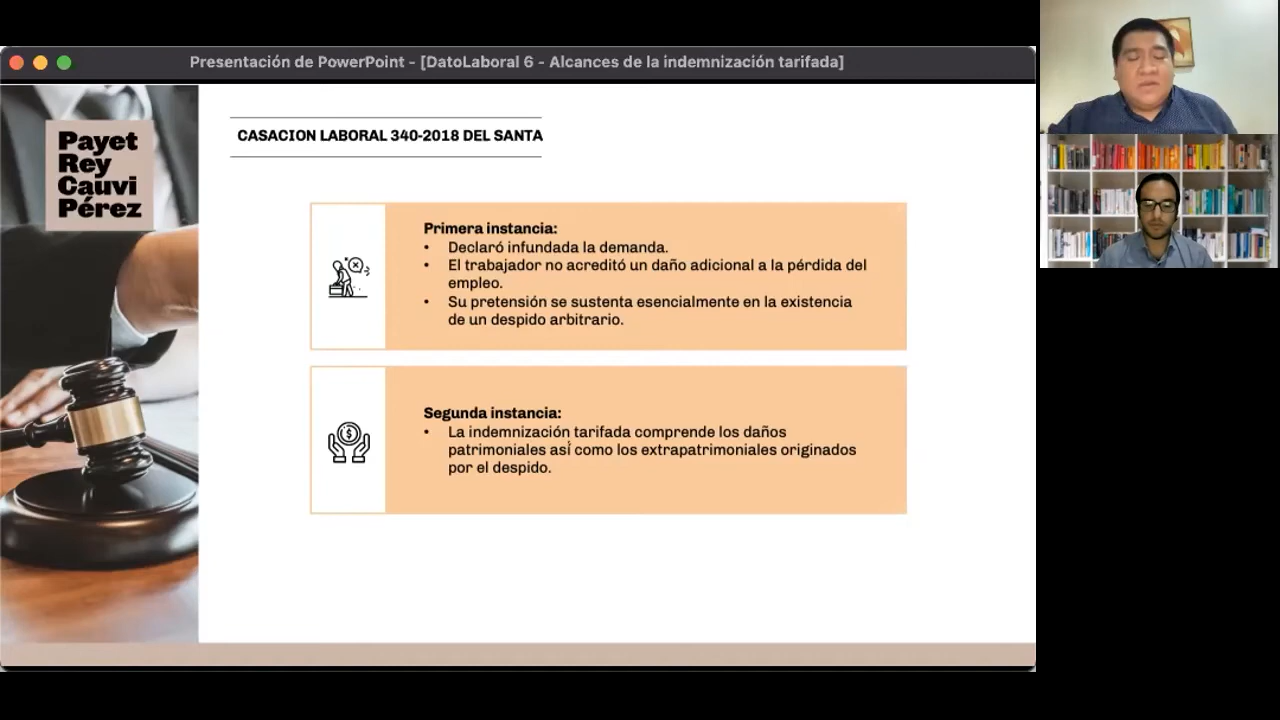 Presentación de PowerPoint - [DatoLaboral 6 - Alcances de la indemnización tarifada]
Payet
Rey
Cauvi
Pérez
CASACION LABORAL 340-2018 DEL SANTA
Primera instancia:
• Declaró infundada la demanda.
• El trabajador no acreditó un daño adicional a la pérdida del
empleo.
• Su pretensión se sustenta esencialmente en la existencia
de un despido arbitrario.
Segunda instancia:
• La indemnización tarifada comprende los daños
patrimoniales así como los extrapatrimoniales originados
por el despido.